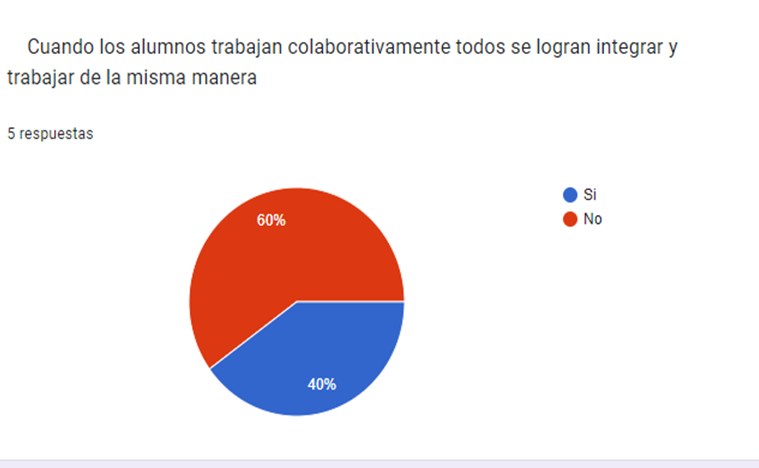 Cuando los alumnos trabajan colaborativamente todos se logran integrar y
trabajar de la misma manera
5 respuestas
60%
40%
Si
No